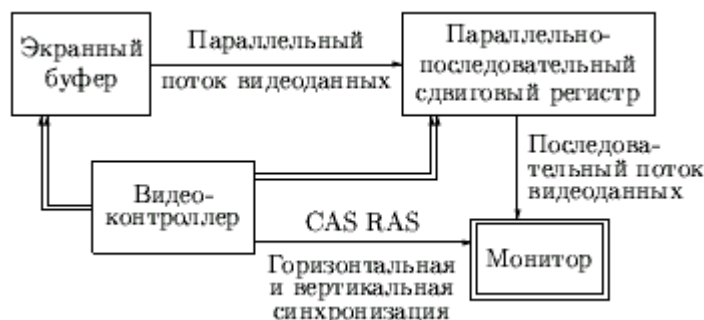 Экранный
буфер
Параллельный
поток видеоданных
Параллельно-
последовательный
сдвиговый регистр
Последова-
тельный поток
видеоданных
Видео-
контроллер
CAS RAS
Горизонтальная
и вертикальная
синхронизация
Монитор